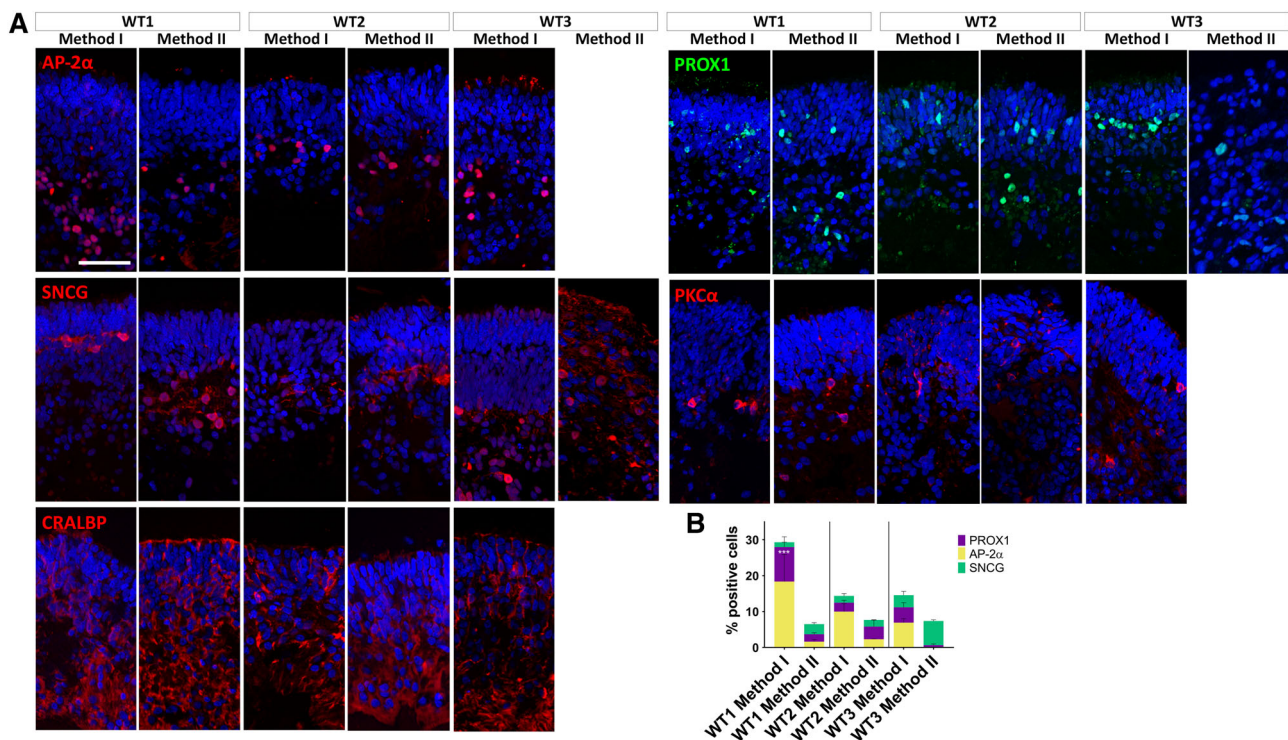 A
WT1 WT2 WT3
Method I Method II Method I Method II Method I Method II
AP-2α
SNCG
CRALBP
WT1 WT2 WT3
Method I Method II Method I Method II Method I Method II
PROX1
PKCα
B
% positive cells
30
20
10
0
***
PROX1
AP-2α
SNCG
WT1 Method I
WT1 Method II
WT2 Method I
WT2 Method II
WT3 Method I
WT3 Method II